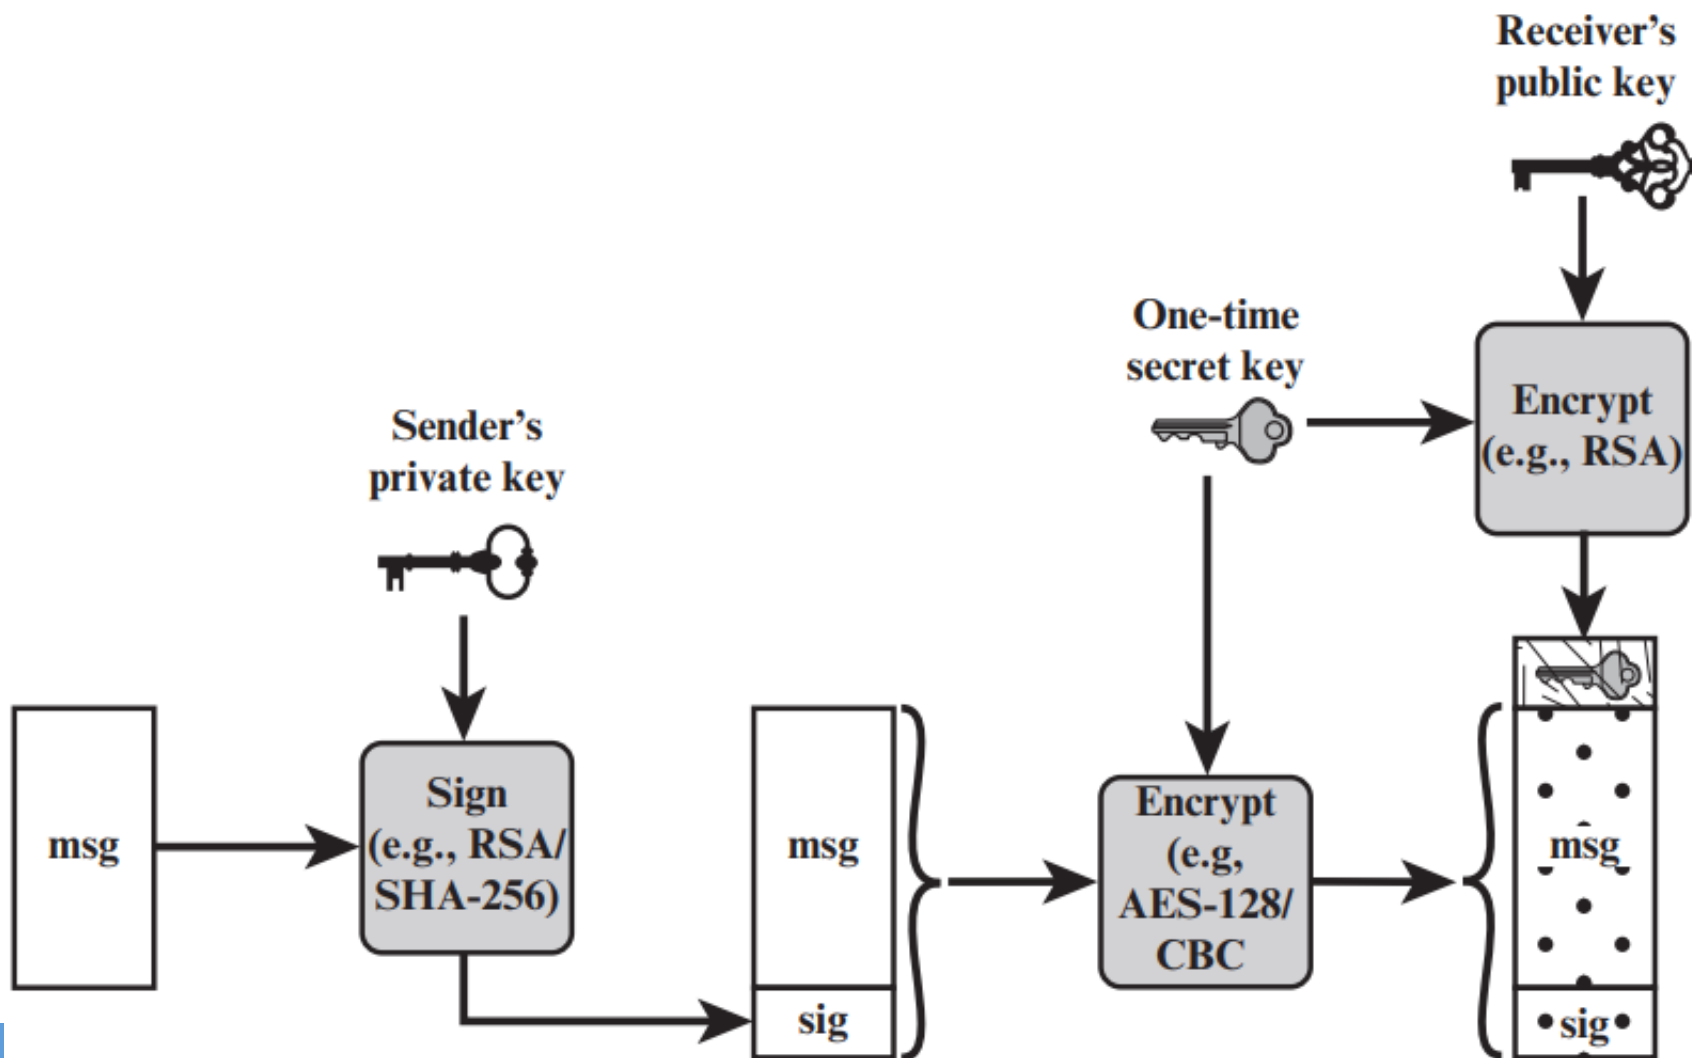 Receiver's
public key
One-time
secret key
Encrypt
(e.g., RSA)
Sender's
private key
msg
Sign
(e.g., RSA/
SHA-256)
msg
sig
Encrypt
(e.g,
AES-128/
CBC
msg
sig